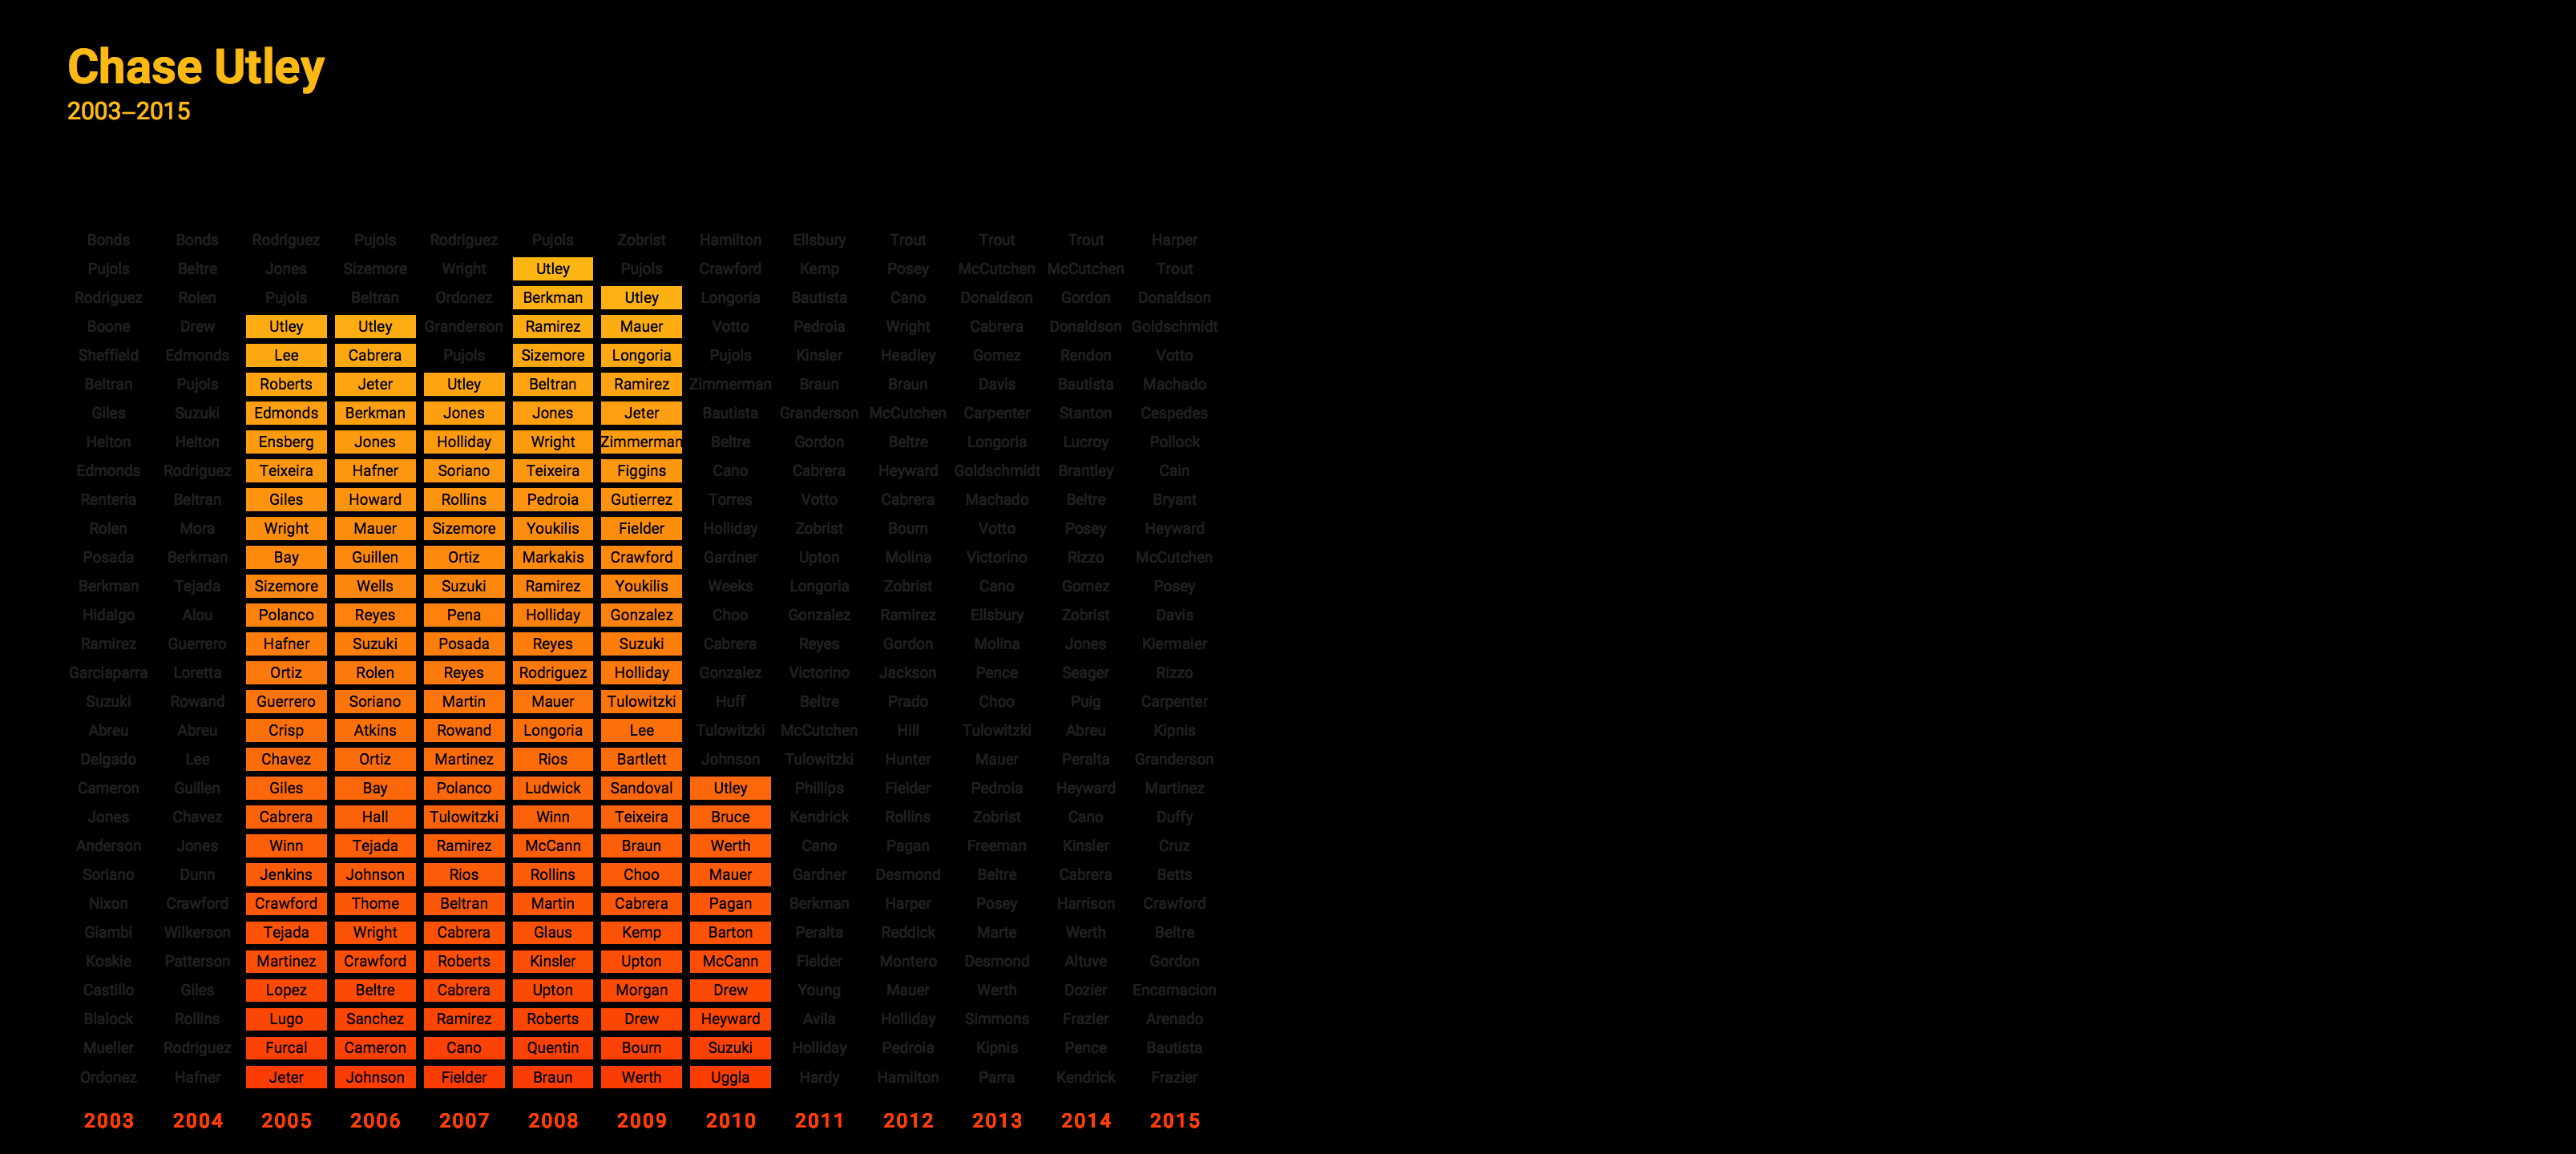 Chase Utley
2003–2015
Bonds Bonds Rodriguez Pujols Rodriguez Pujols Zobrist Hamilton Ellsbury Trout Trout Trout Harper
Pujols Beltre Jones Sizemore Wright Utley Pujols Crawford Kemp Posey McCutchen McCutchen Trout
Rodriguez Rolen Pujols Beltran Ordonez Berkman Utley Longoria Bautista Cano Donaldson Gordon Donaldson
Boone Drew Utley Utley Granderson Ramirez Mauer Votto Pedroia Wright Cabrera Donaldson Goldschmidt
Sheffield Edmonds Lee Cabrera Pujols Sizemore Longoria Pujols Kinsler Headley Gomez Rendon Votto
Beltran Pujols Roberts Jeter Utley Beltran Ramirez Zimmerman Braun Braun Davis Bautista Machado
Giles Suzuki Edmonds Berkman Jones Jones Jeter Bautista Granderson McCutchen Carpenter Stanton Cespedes
Helton Helton Ensberg Jones Holliday Wright Zimmerman Beltre Gordon Beltre Longoria Lucroy Pollock
Edmonds Rodriguez Teixeira Hafner Soriano Teixeira Figgins Cano Cabrera Heyward Goldschmidt Brantley Cain
Renteria Beltran Giles Howard Rollins Pedroia Gutierrez Torres Votto Cabrera Machado Beltre Bryant
Rolen Mora Wright Mauer Sizemore Youkilis Fielder Holliday Zobrist Bourn Votto Posey Heyward
Posada Berkman Bay Guillen Ortiz Markakis Crawford Gardner Upton Molina Victorino Rizzo McCutchen
Berkman Tejada Sizemore Wells Suzuki Ramirez Youkilis Weeks Longoria Zobrist Cano Gomez Posey
Hidalgo Alou Polanco Reyes Pena Holliday Gonzalez Choo Gonzalez Ramirez Ellsbury Zobrist Davis
Ramirez Guerrero Hafner Suzuki Posada Reyes Suzuki Cabrera Reyes Gordon Molina Jones Kiermaier
Garciaparra Loretta Ortiz Rolen Reyes Rodriguez Holliday Gonzalez Victorino Jackson Pence Seager Rizzo
Suzuki Rowand Guerrero Soriano Martin Mauer Tulowitzki Huff Beltre Prado Choo Puig Carpenter
Abreu Abreu Crisp Atkins Rowand Longoria Lee Tulowitzki McCutchen Hill Tulowitzki Abreu Kipnis
Delgado Lee Chavez Ortiz Martinez Rios Bartlett Johnson Tulowitzki Hunter Mauer Peralta Granderson
Cameron Guillen Giles Bay Polanco Ludwick Sandoval Utley Phillips Fielder Pedroia Heyward Martinez
Jones Chavez Cabrera Hall Tulowitzki Winn Teixeira Bruce Kendrick Rollins Zobrist Cano Duffy
Anderson Jones Winn Tejada Ramirez McCann Braun Werth Cano Pagan Freeman Kinsler Cruz
Soriano Dunn Jenkins Johnson Rios Rollins Choo Mauer Gardner Desmond Beltre Cabrera Betts
Nixon Crawford Crawford Thome Beltran Martin Cabrera Pagan Berkman Harper Posey Harrison Crawford
Giambi Wilkerson Tejada Wright Cabrera Glaus Kemp Barton Peralta Reddick Marte Werth Beltre
Koskie Patterson Martinez Crawford Roberts Kinsler Upton McCann Fielder Montero Desmond Altuve Gordon
Castillo Giles Lopez Beltre Cabrera Upton Morgan Drew Young Mauer Werth Dozier Encarnacion
Blalock Rollins Lugo Sanchez Ramirez Roberts Drew Heyward Avila Holliday Simmons Frazier Arenado
Mueller Rodriguez Furcal Cameron Cano Quentin Bourn Suzuki Holliday Pedroia Kipnis Pence Bautista
Ordonez Hafner Jeter Johnson Fielder Braun Werth Uggla Hardy Hamilton Parra Kendrick Frazier
2003 2004 2005 2006 2007 2008 2009 2010 2011 2012 2013 2014 2015